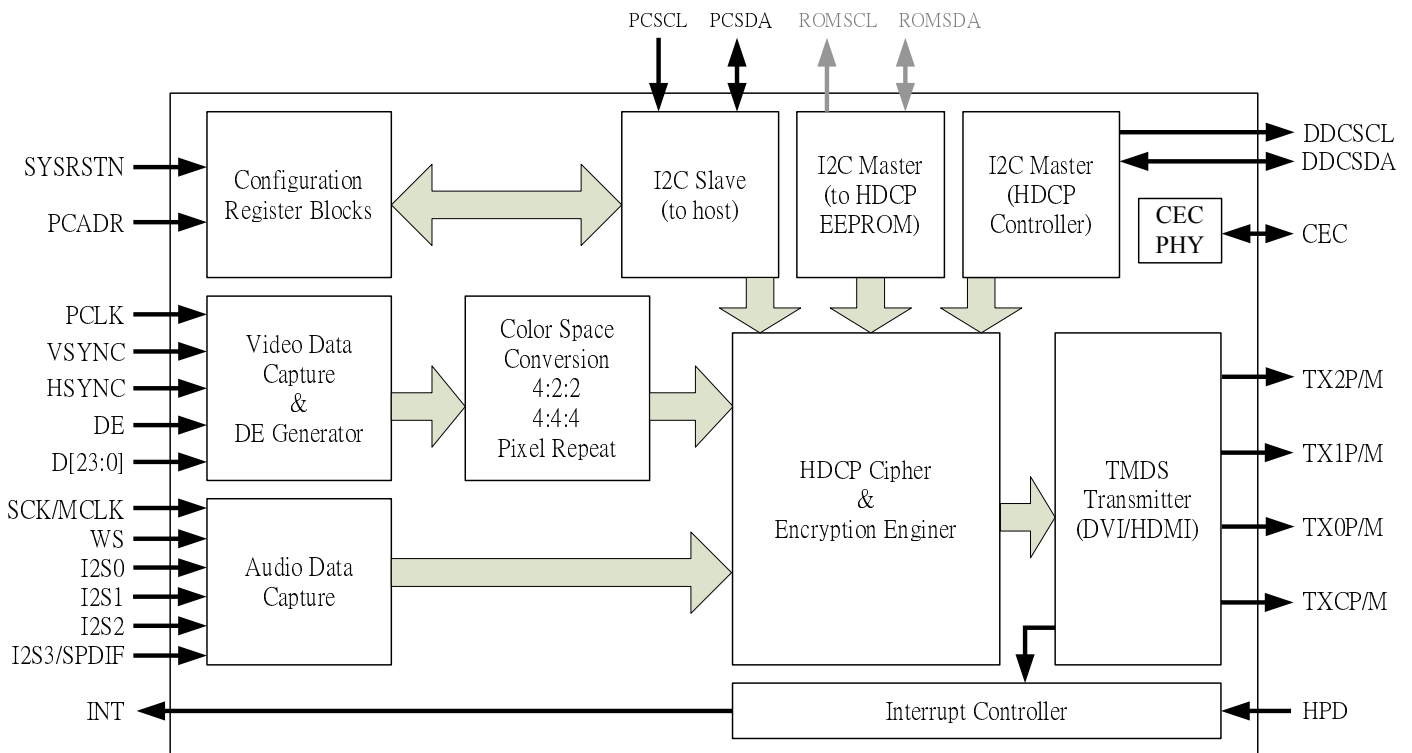 PCSCL
PCSDA
ROMSCL
ROMSDA
SYSRSTN
PCADR
Configuration
Register Blocks
I2C Slave
(to host)
I2C Master
(to HDCP
EEPROM)
I2C Master
(HDCP
Controller)
DDCSCL
DDCSDA
CEC
PHY
CEC
PCLK
VSYNC
HSYNC
DE
D[23:0]
Video Data
Capture
&
DE Generator
Color Space
Conversion
4:2:2
4:4:4
Pixel Repeat
HDCP Cipher
&
Encryption Enginer
TMDS
Transmitter
(DVI/HDMI)
TX2P/M
TX1P/M
TX0P/M
TXCP/M
SCK/MCLK
WS
I2S0
I2S1
I2S2
I2S3/SPDIF
Audio Data
Capture
INT
Interrupt Controller
HPD